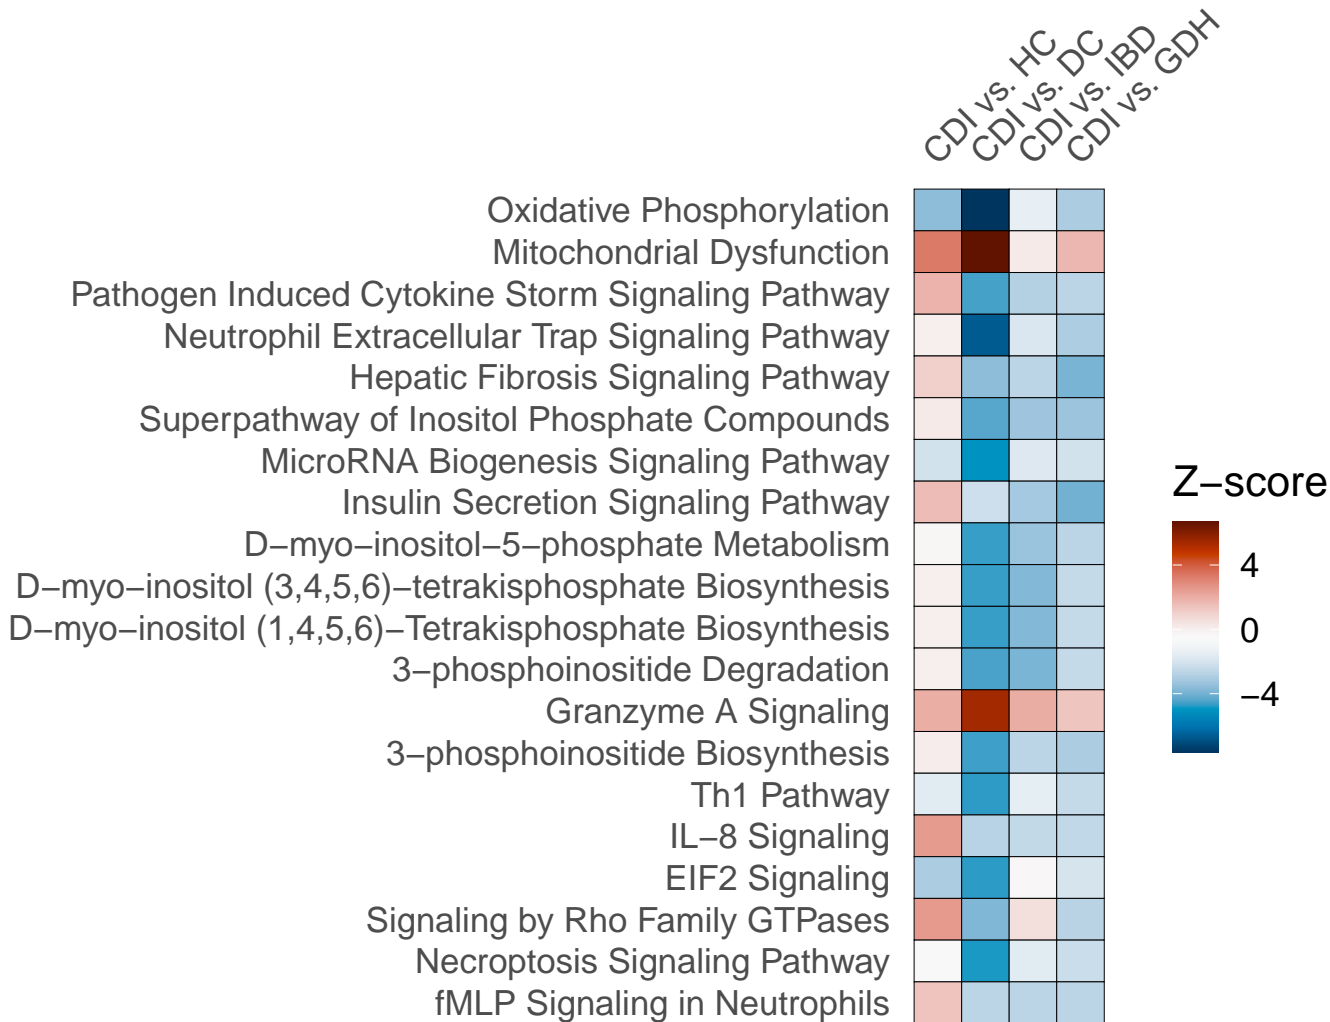 CDI vs. HC
CDI vs. DC
CDI vs. IBD
CDI vs. GDH
Oxidative Phosphorylation
Mitochondrial Dysfunction
Pathogen Induced Cytokine Storm Signaling Pathway
Neutrophil Extracellular Trap Signaling Pathway
Hepatic Fibrosis Signaling Pathway
Superpathway of Inositol Phosphate Compounds
MicroRNA Biogenesis Signaling Pathway
Insulin Secretion Signaling Pathway
D−myo−inositol−5−phosphate Metabolism
D−myo−inositol (3,4,5,6)−tetrakisphosphate Biosynthesis
D−myo−inositol (1,4,5,6)−Tetrakisphosphate Biosynthesis
3−phosphoinositide Degradation
Granzyme A Signaling
3−phosphoinositide Biosynthesis
Th1 Pathway
IL−8 Signaling
EIF2 Signaling
Signaling by Rho Family GTPases
Necroptosis Signaling Pathway
fMLP Signaling in Neutrophils
Z−score
4
0
−4